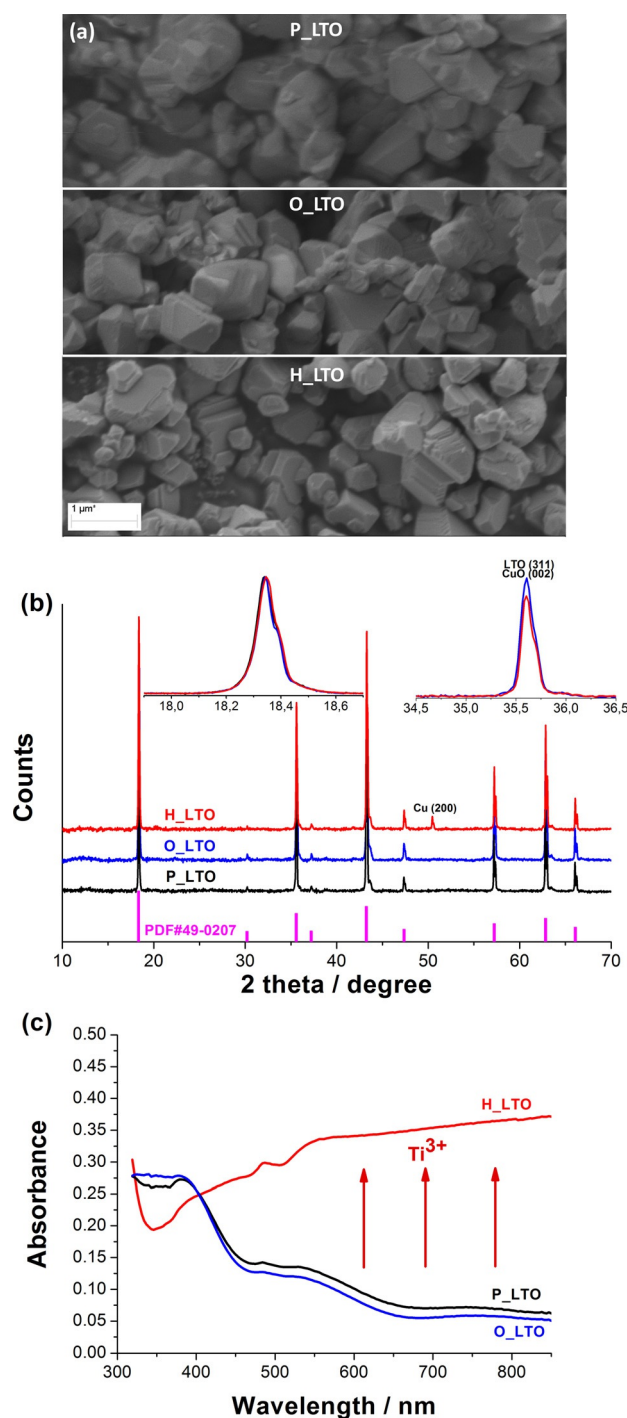 (a)
P_LTO
O_LTO
H_LTO
1 µm*
(b)
LTO (311)
CuO (002)
18,0 18,2 18,4 18,6
34,5 35,0 35,5 36,0 36,5
Counts
Cu (200)
H_LTO
O_LTO
P_LTO
PDF#49-0207
10 20 30 40 50 60 70
2 theta / degree
(c)
0.50
0.45
0.40
H_LTO
0.35
Ti3+
0.30
0.25
0.20
0.15
0.10
P_LTO
0.05
O_LTO
0.00
Absorbance
300 400 500 600 700 800
Wavelength / nm